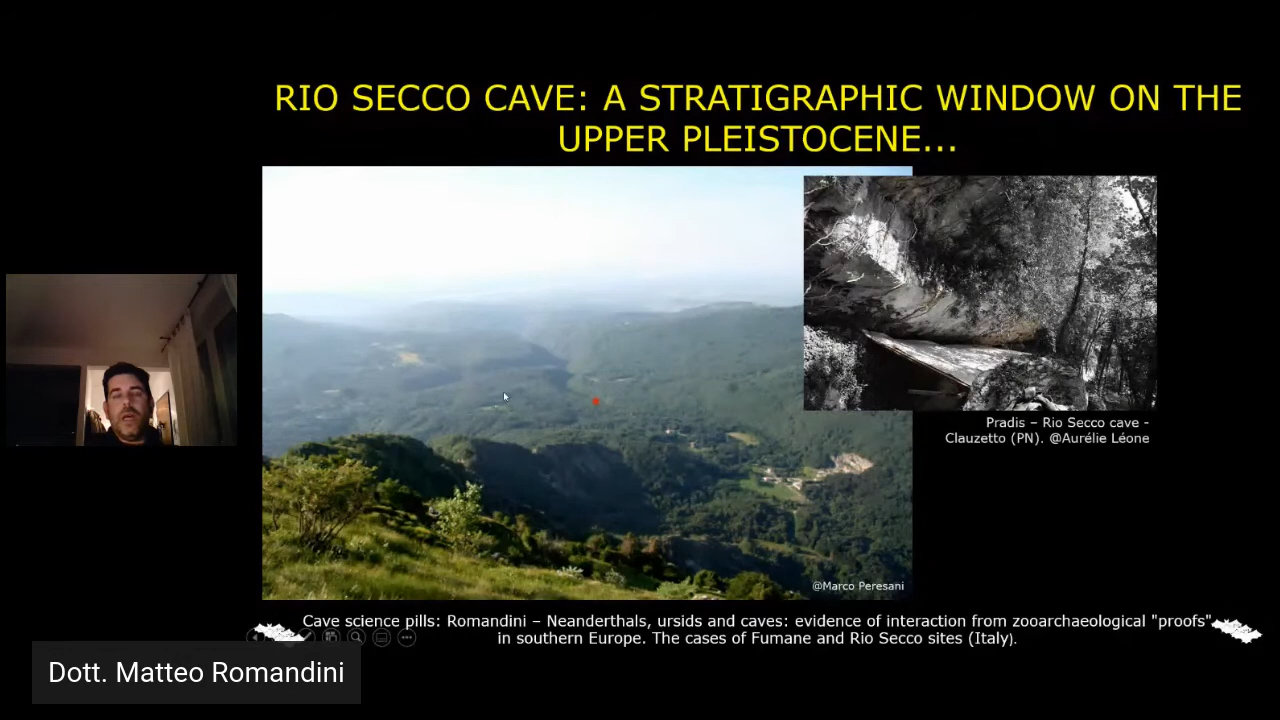 RIO SECCO CAVE: A STRATIGRAPHIC WINDOW ON THE
UPPER PLEISTOCENE...
Pradis – Rio Secco cave -
Clauzetto (PN). @Aurélie Léone
@Marco Peresani
Cave science pills: Romandini – Neanderthals, ursids and caves: evidence of interaction from zooarchaeological "proofs"
in southern Europe. The cases of Fumane and Rio Secco sites (Italy).
Dott. Matteo Romandini